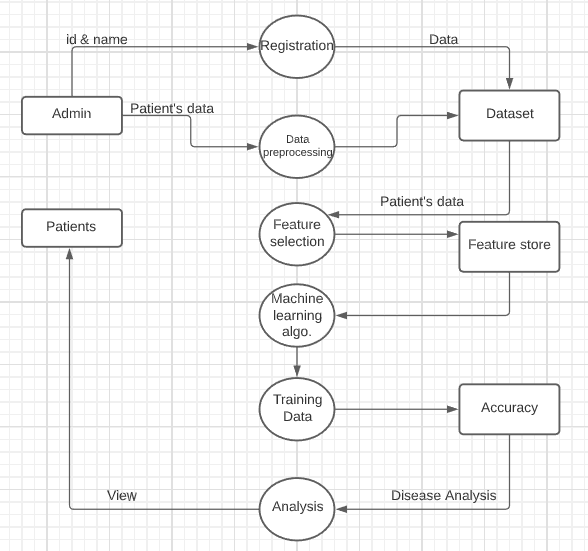 id & name
Registration
Data
Admin
Patient's data
Data
preprocessing
Dataset
Patient's data
Patients
Feature
selection
Feature store
Machine
learning
algo.
Training
Data
Accuracy
View
Disease Analysis
Analysis